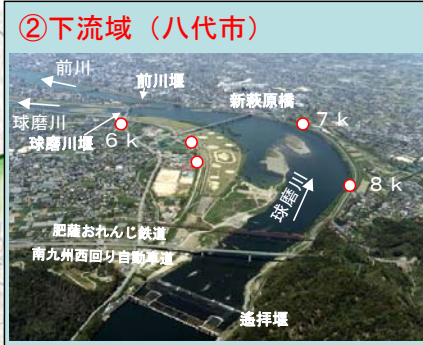 ②下流域（八代市）
前川
前川堰
新萩原橋
球磨川
球磨川堰
６ｋ
７ｋ
８ｋ
球磨川
肥薩おれんじ鉄道
南九州西回り自動車道
遙拝堰